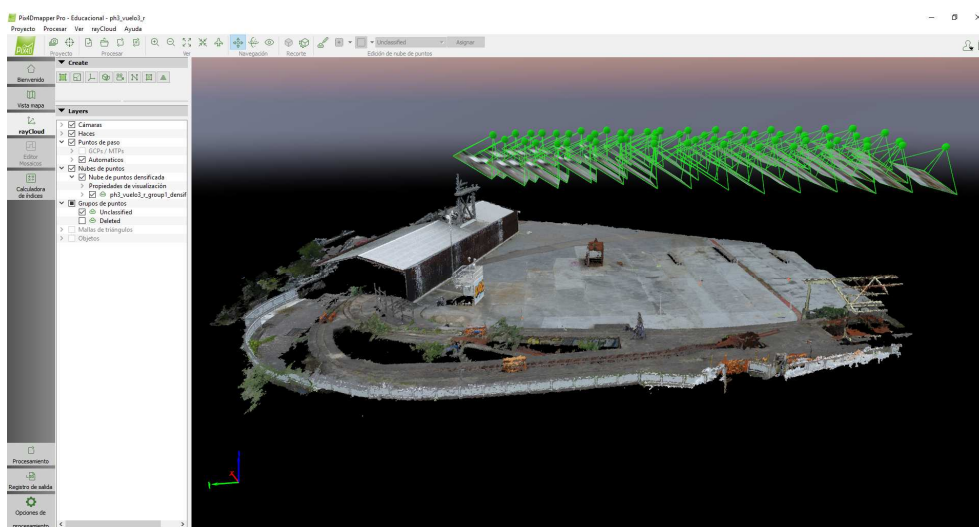 Pix4Dmapper Pro - Educacional - ph3_vuelo3_r
Proyecto Procesar Ver rayCloud Ayuda
Proyecto Procesar Ver Navegación Recorte Edición de nube de puntos
Unclassified Asignar
Bienvenido
Vista mapa
rayCloud
Editor
Mosaicos
Calculadora
de índices
Procesamiento
Registro de salida
Opciones de
procesamiento
Create
Layers
Cámaras
Haces
Puntos de paso
GCPs / MTPs
Automaticos
Nubes de puntos
Nube de puntos densificada
Propiedades de visualización
ph3_vuelo3_r_group1_densif
Grupos de puntos
Unclassified
Deleted
Mallas de triángulos
Objetos